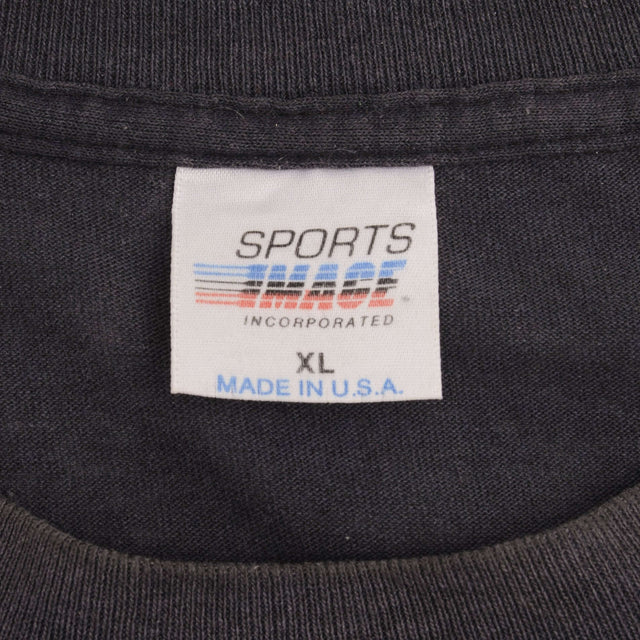 SPORTS
IMAGE
INCORPORATED
XL
MADE IN U.S.A.